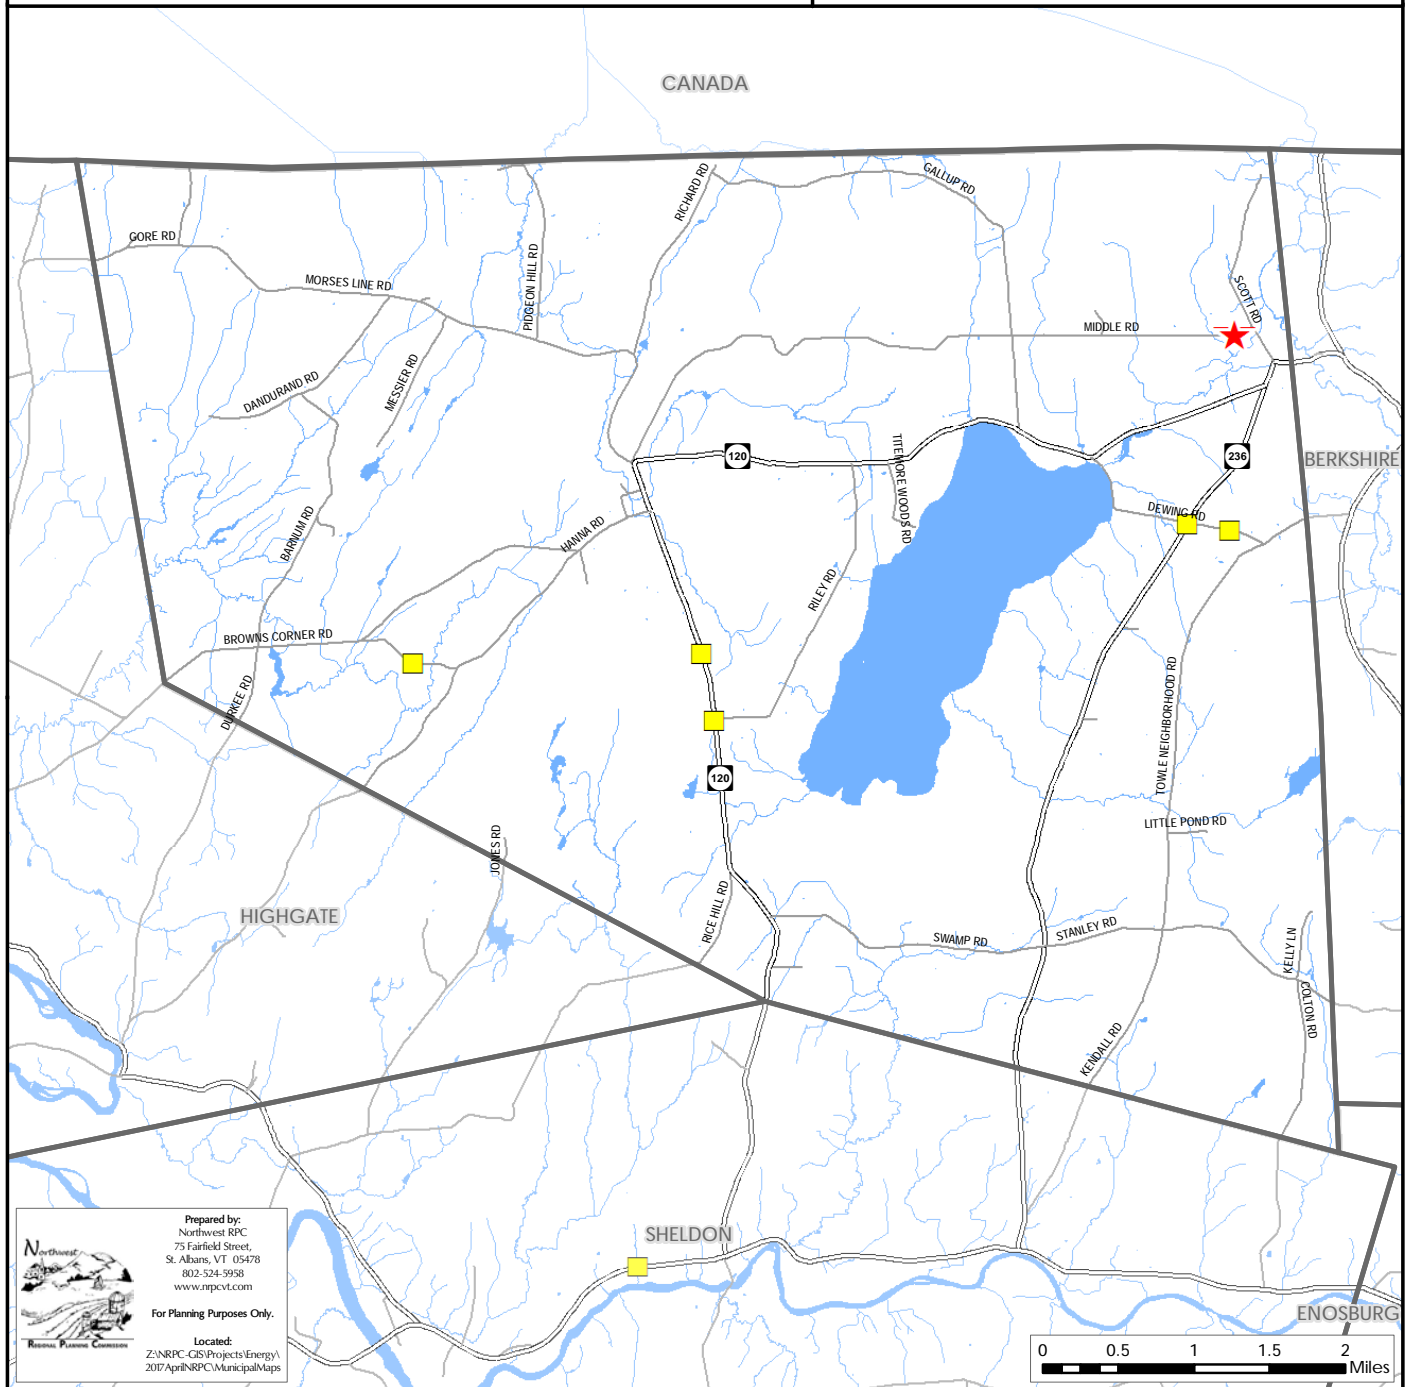 CANADA
RICHARD RD
GALLUP RD
GORE RD
PIDGEON HILL RD
MORSES LINE RD
SCOTT RD
MIDDLE RD
DANDURAND RD
MESSIER RD
TITEMORE WOODS RD
120
236
BERKSHIRE
BARNUM RD
HANNA RD
DEWING RD
RILEY RD
BROWNS CORNER RD
DURKEE RD
TOWLE NEIGHBORHOOD RD
120
LITTLE POND RD
JONES RD
RICE HILL RD
HIGHGATE
SWAMP RD
STANLEY RD
KELLY LN
COLTON RD
KENDALL RD
SHELDON
ENOSBURG
Northwest
REGIONAL PLANNING COMMISSION
Prepared by:
Northwest RPC
75 Fairfield Street,
St. Albans, VT 05478
802-524-5958
www.nrpcvt.com
For Planning Purposes Only.
Located:
Z:\NRPC-GIS\Projects\Energy\
2017AprilNRPC\MunicipalMaps
0 0.5 1 1.5 2
Miles